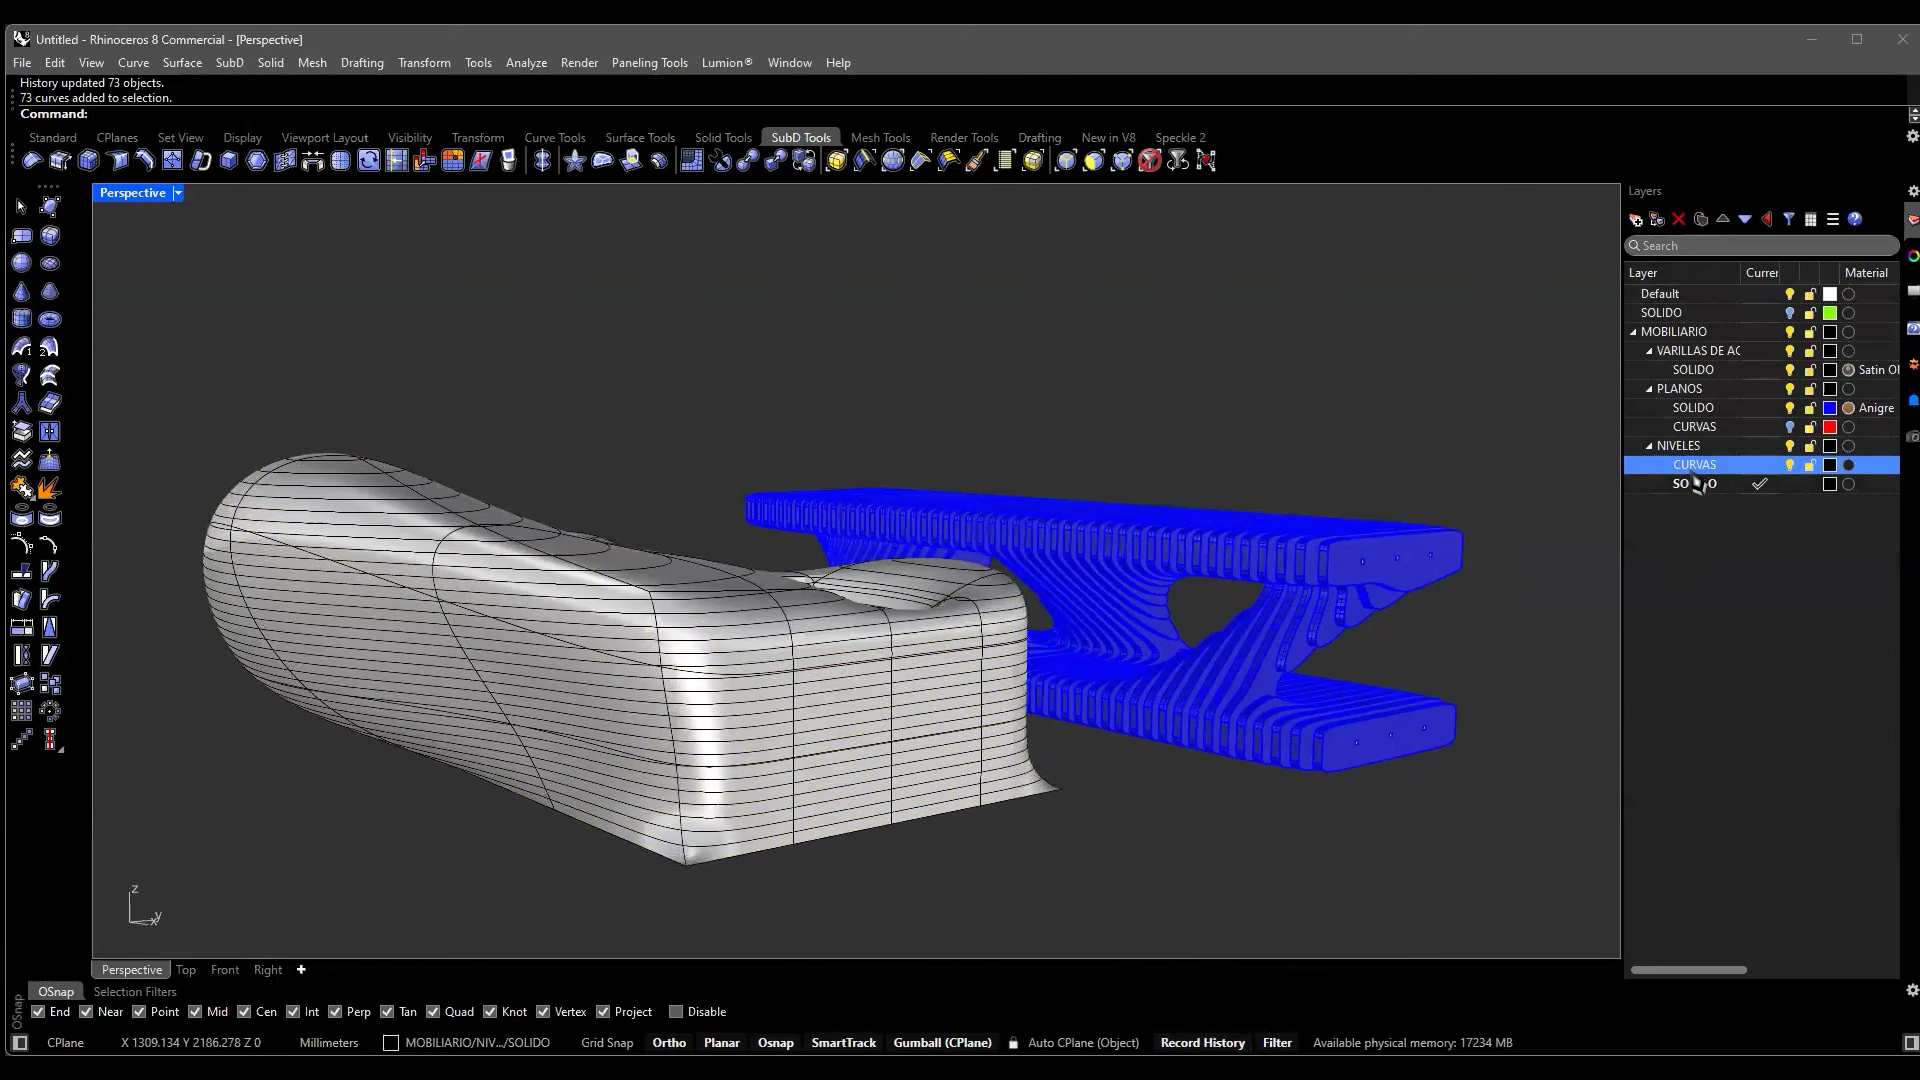 Untitled - Rhinoceros 8 Commercial - [Perspective]
File Edit View Curve Surface SubD Solid Mesh Drafting Transform Tools Analyze Render Paneling Tools Lumion® Window Help
History updated 73 objects.
73 curves added to selection.
Command:
Standard CPlanes Set View Display Viewport Layout Visibility Transform Curve Tools Surface Tools Solid Tools SubD Tools Mesh Tools Render Tools Drafting New in V8 Speckle 2
Perspective
Layers
Search
Layer Currer Material
Default
SOLIDO
MOBILIARIO
VARILLAS DE AC
SOLIDO Satin Ol
PLANOS
SOLIDO Anigre
CURVAS
NIVELES
CURVAS
z
y
x
Perspective Top Front Right
OSnap Selection Filters
OSnap
End Near Point Mid Cen Int Perp Tan Quad Knot Vertex Project Disable
CPlane X 1309.134 Y 2186.278 Z 0 Millimeters MOBILIARIO/NIV.../SOLIDO Grid Snap Ortho Planar Osnap SmartTrack Gumball (CPlane) Auto CPlane (Object) Record History Filter Available physical memory: 17234 MB